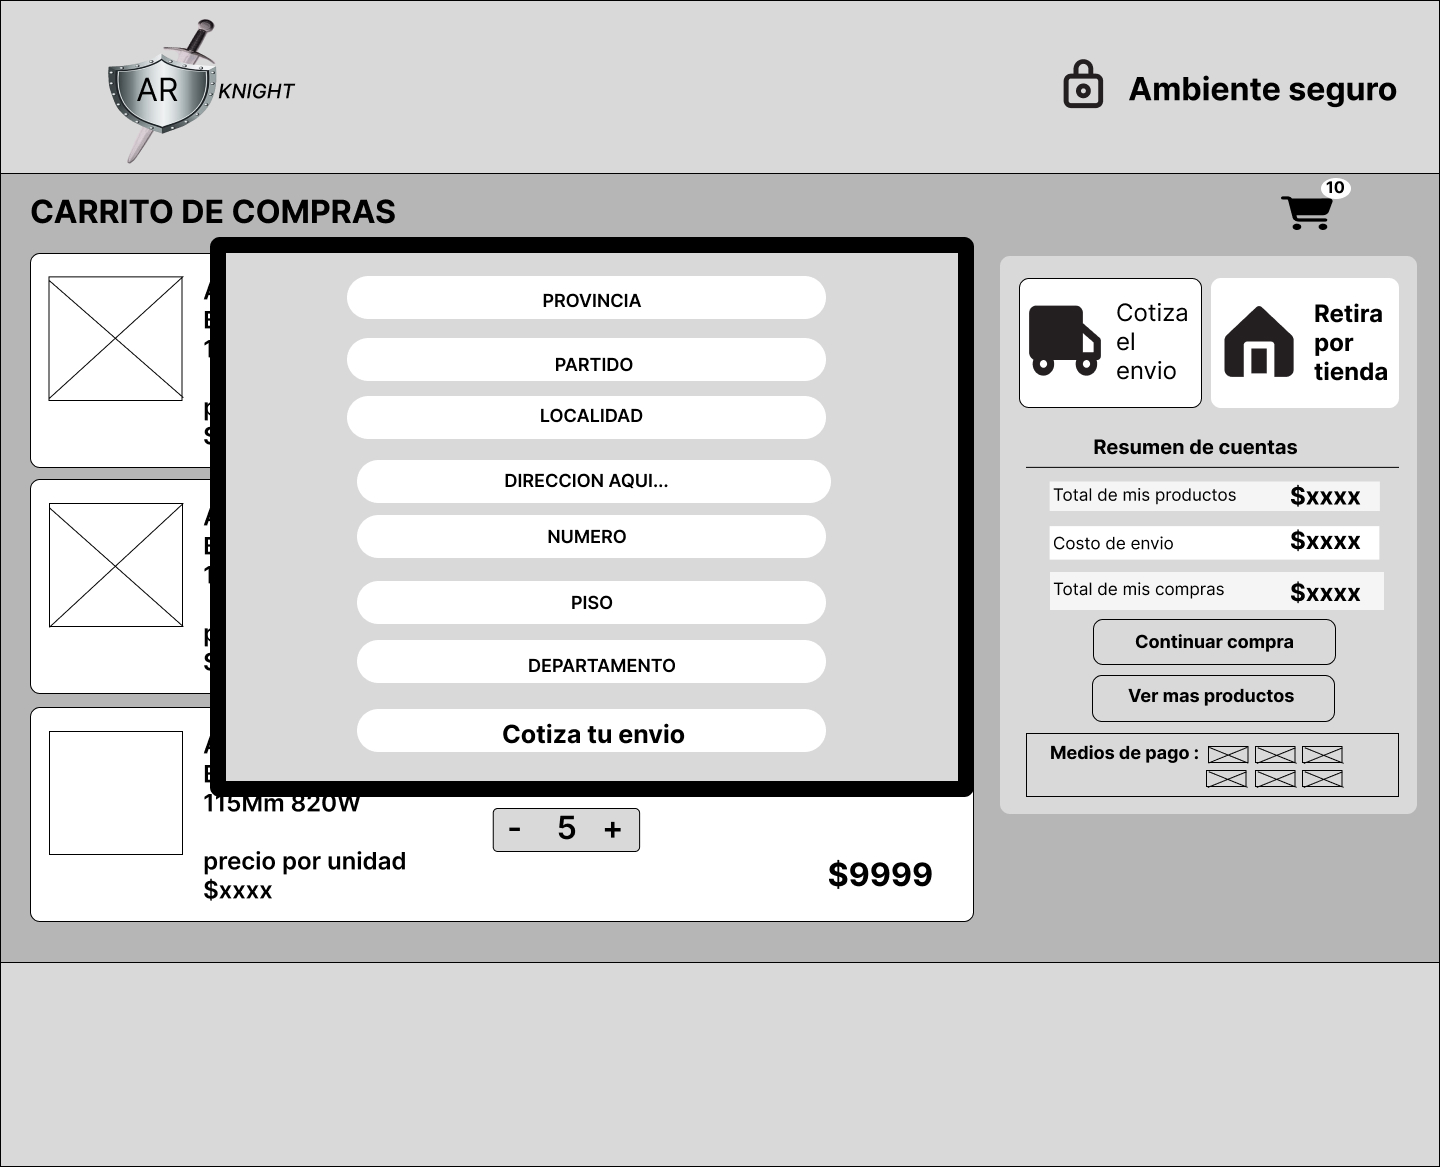 AR
KNIGHT
Ambiente seguro
CARRITO DE COMPRAS
10
PROVINCIA
PARTIDO
LOCALIDAD
DIRECCION AQUI...
NUMERO
PISO
DEPARTAMENTO
Cotiza tu envio
115Mm 820W
precio por unidad
$xxxx
- 5 +
$9999
Cotiza
el
envio
Retira
por
tienda
Resumen de cuentas
Total de mis productos $xxxx
Costo de envio $xxxx
Total de mis compras $xxxx
Continuar compra
Ver mas productos
Medios de pago :